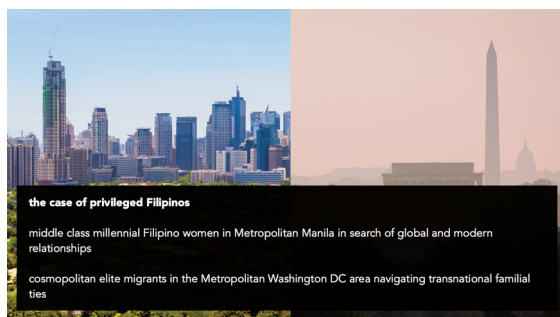 the case of privileged Filipinos
middle class millennial Filipino women in Metropolitan Manila in search of global and modern
relationships
cosmopolitan elite migrants in the Metropolitan Washington DC area navigating transnational familial
ties